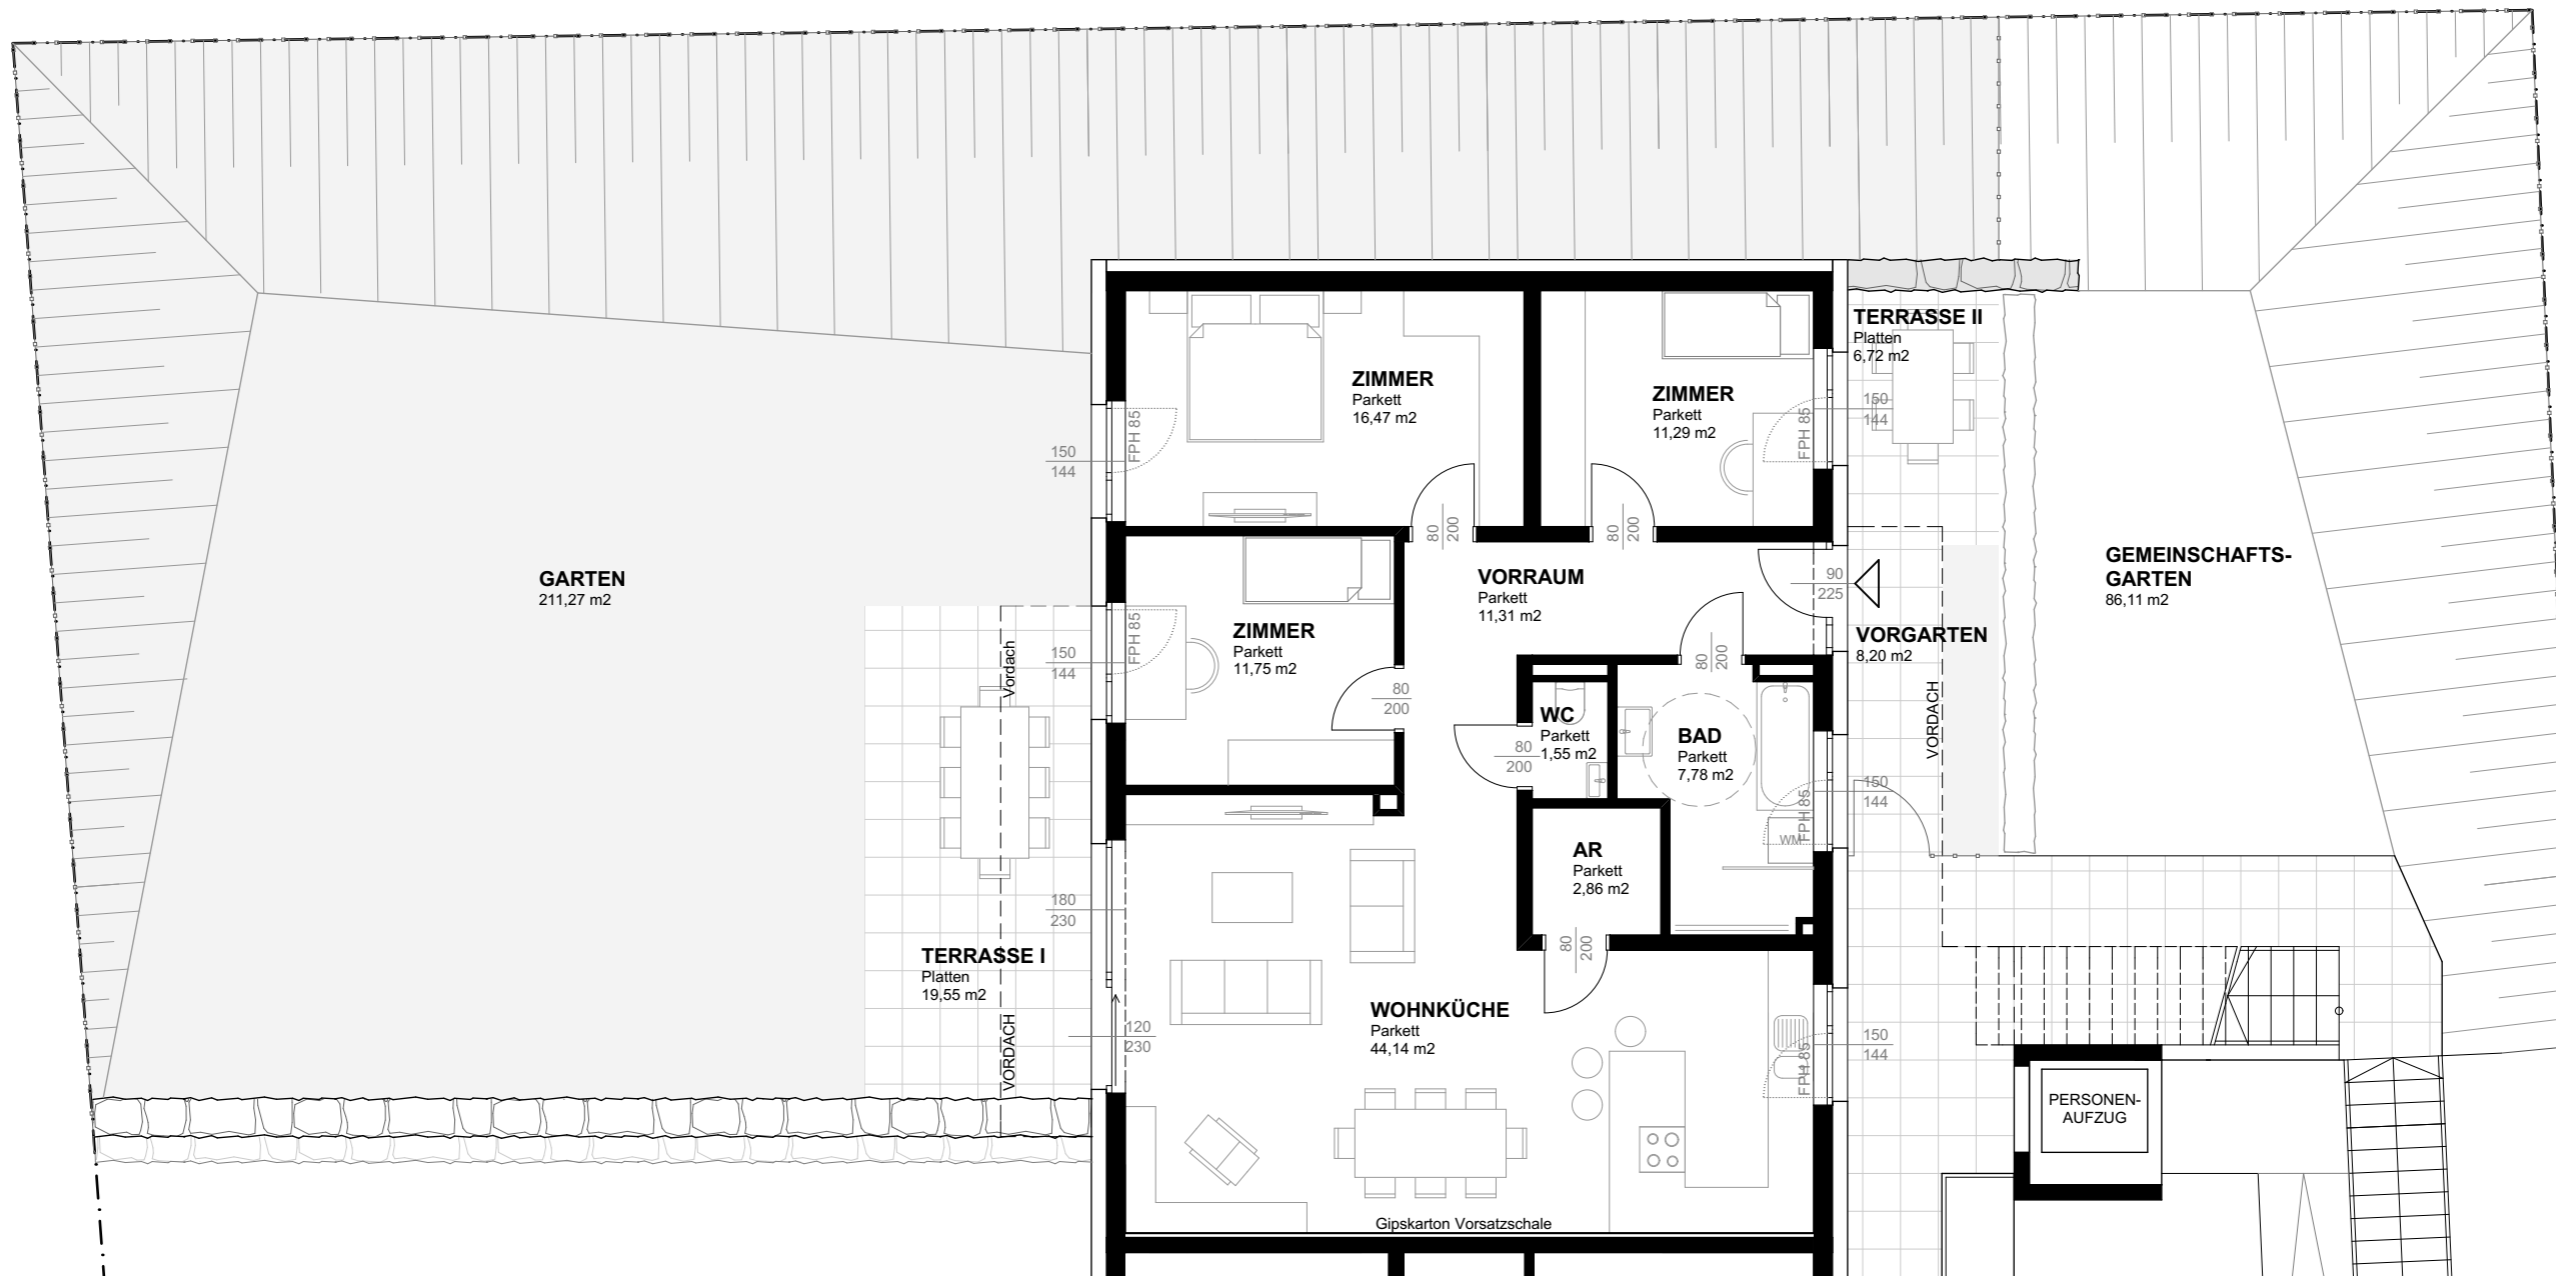 TERRASSE II
Platten
6,72 m2
ZIMMER
Parkett
16,47 m2
ZIMMER
Parkett
11,29 m2
FPH 85
150
144
FPH 85
150
144
80
200
80
200
GARTEN
211,27 m2
GEMEINSCHAFTS-
GARTEN
86,11 m2
VORRAUM
Parkett
11,31 m2
90
225
ZIMMER
Parkett
11,75 m2
FPH 85
150
144
Vordach
VORGARTEN
8,20 m2
80
200
80
200
WC
Parkett
1,55 m2
80
200
BAD
Parkett
7,78 m2
VORDACH
150
144
FPH 85
WM
AR
Parkett
2,86 m2
180
230
80
200
TERRASSE I
Platten
19,55 m2
WOHNKÜCHE
Parkett
44,14 m2
120
230
VORDACH
150
144
FPH 85
PERSONEN-
AUFZUG
Gipskarton Vorsatzschale